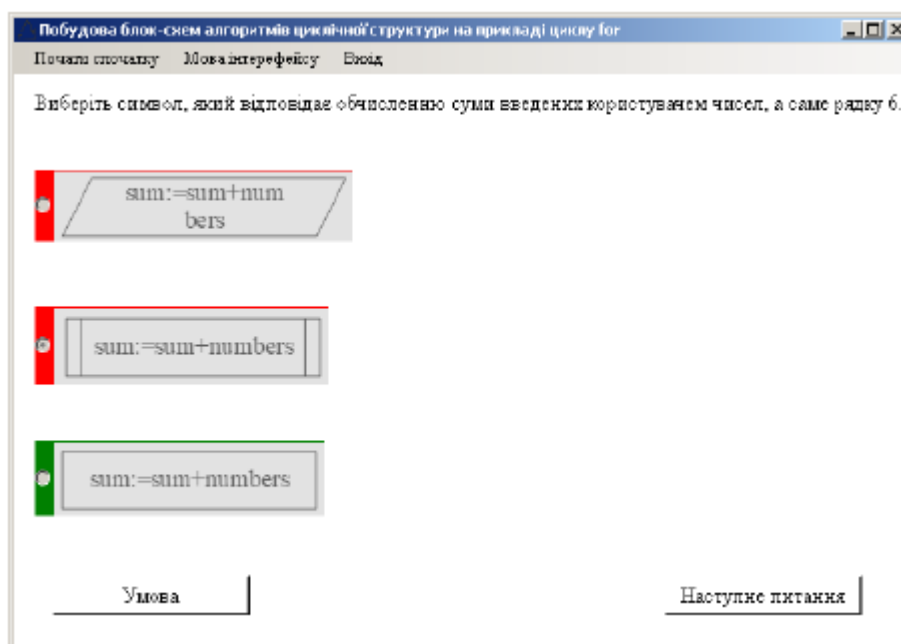 Побудова блок-схем алгоритмів циклічної структури на прикладі циклу for
Почати спочатку Мова інтерефейсу Вихід
Виберіть символ, який відповідає обчисленню суми введених користувачем чисел, а саме рядку 6.
sum:=sum+num
bers
sum:=sum+numbers
sum:=sum+numbers
Умова Наступне питання